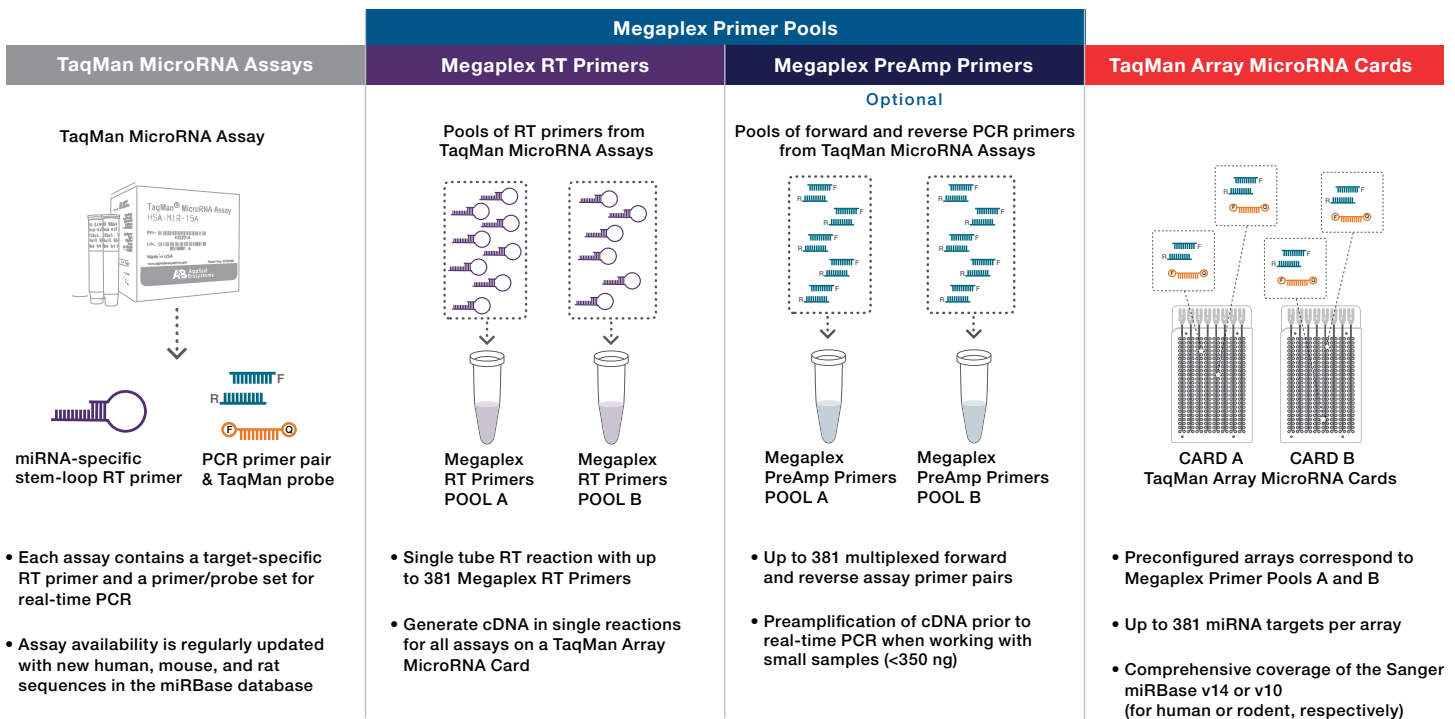 Megaplex Primer Pools
TaqMan MicroRNA Assays
Megaplex RT Primers
Megaplex PreAmp Primers
TaqMan Array MicroRNA Cards
TaqMan MicroRNA Assay
TaqMan® MicroRNA Assay
HSA-MIR-15A
Made in USA
AB Applied
Biosystems
F
R
F Q
miRNA-specific
stem-loop RT primer
PCR primer pair
& TaqMan probe
• Each assay contains a target-specific
RT primer and a primer/probe set for
real-time PCR
• Assay availability is regularly updated
with new human, mouse, and rat
sequences in the miRBase database
Pools of RT primers from
TaqMan MicroRNA Assays
Megaplex
RT Primers
POOL A
Megaplex
RT Primers
POOL B
• Single tube RT reaction with up
to 381 Megaplex RT Primers
• Generate cDNA in single reactions
for all assays on a TaqMan Array
MicroRNA Card
Optional
Pools of forward and reverse PCR primers
from TaqMan MicroRNA Assays
F
R
F
R
F
R
F
R
F
R
F
R
F
R
F
R
F
R
F
R
Megaplex
PreAmp Primers
POOL A
Megaplex
PreAmp Primers
POOL B
• Up to 381 multiplexed forward
and reverse assay primer pairs
• Preamplification of cDNA prior to
real-time PCR when working with
small samples (<350 ng)
F
R
F Q
F
R
F Q
F
R
F Q
F
R
F Q
CARD A
CARD B
TaqMan Array MicroRNA Cards
• Preconfigured arrays correspond to
Megaplex Primer Pools A and B
• Up to 381 miRNA targets per array
• Comprehensive coverage of the Sanger
miRBase v14 or v10
(for human or rodent, respectively)